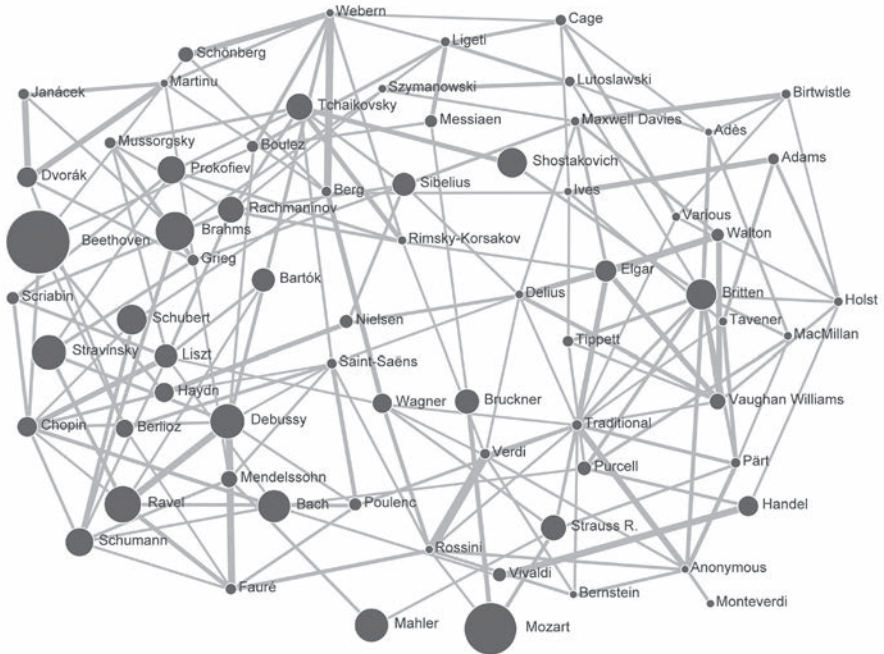 Webern
Cage
Ligeti
Schönberg
Martinu
Szymanowski
Lutoslawski
Janácek
Birtwistle
Tchaikovsky
Messiaen
Maxwell Davies
Adès
Mussorgsky
Boulez
Shostakovich
Adams
Prokofiev
Dvorák
Sibelius
Berg
Ives
Rachmaninov
Various
Beethoven
Brahms
Rimsky-Korsakov
Walton
Grieg
Elgar
Bartók
Scriabin
Delius
Britten
Holst
Schubert
Nielsen
Tavener
MacMillan
Tippett
Stravinsky
Liszt
Saint-Saëns
Haydn
Wagner
Bruckner
Vaughan Williams
Chopin
Berlioz
Debussy
Traditional
Verdi
Purcell
Pärt
Mendelssohn
Ravel
Bach
Poulenc
Handel
Strauss R.
Schumann
Rossini
Vivaldi
Anonymous
Fauré
Bernstein
Monteverdi
Mahler
Mozart